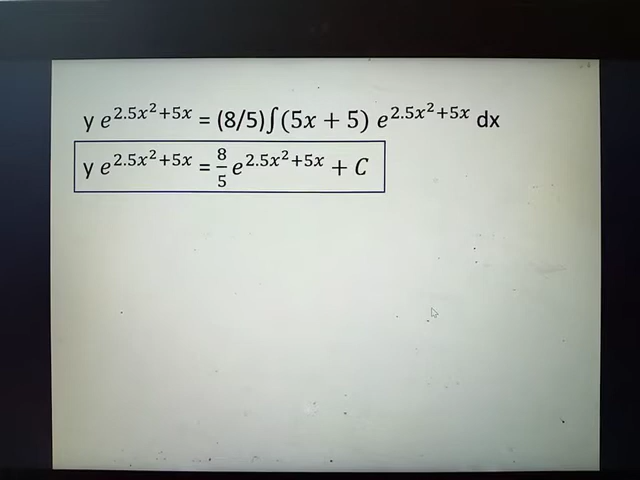 y e^{2.5x^2+5x} = (8/5)∫(5x + 5) e^{2.5x^2+5x} dx
y e^{2.5x^2+5x} = \frac{8}{5} e^{2.5x^2+5x} + C